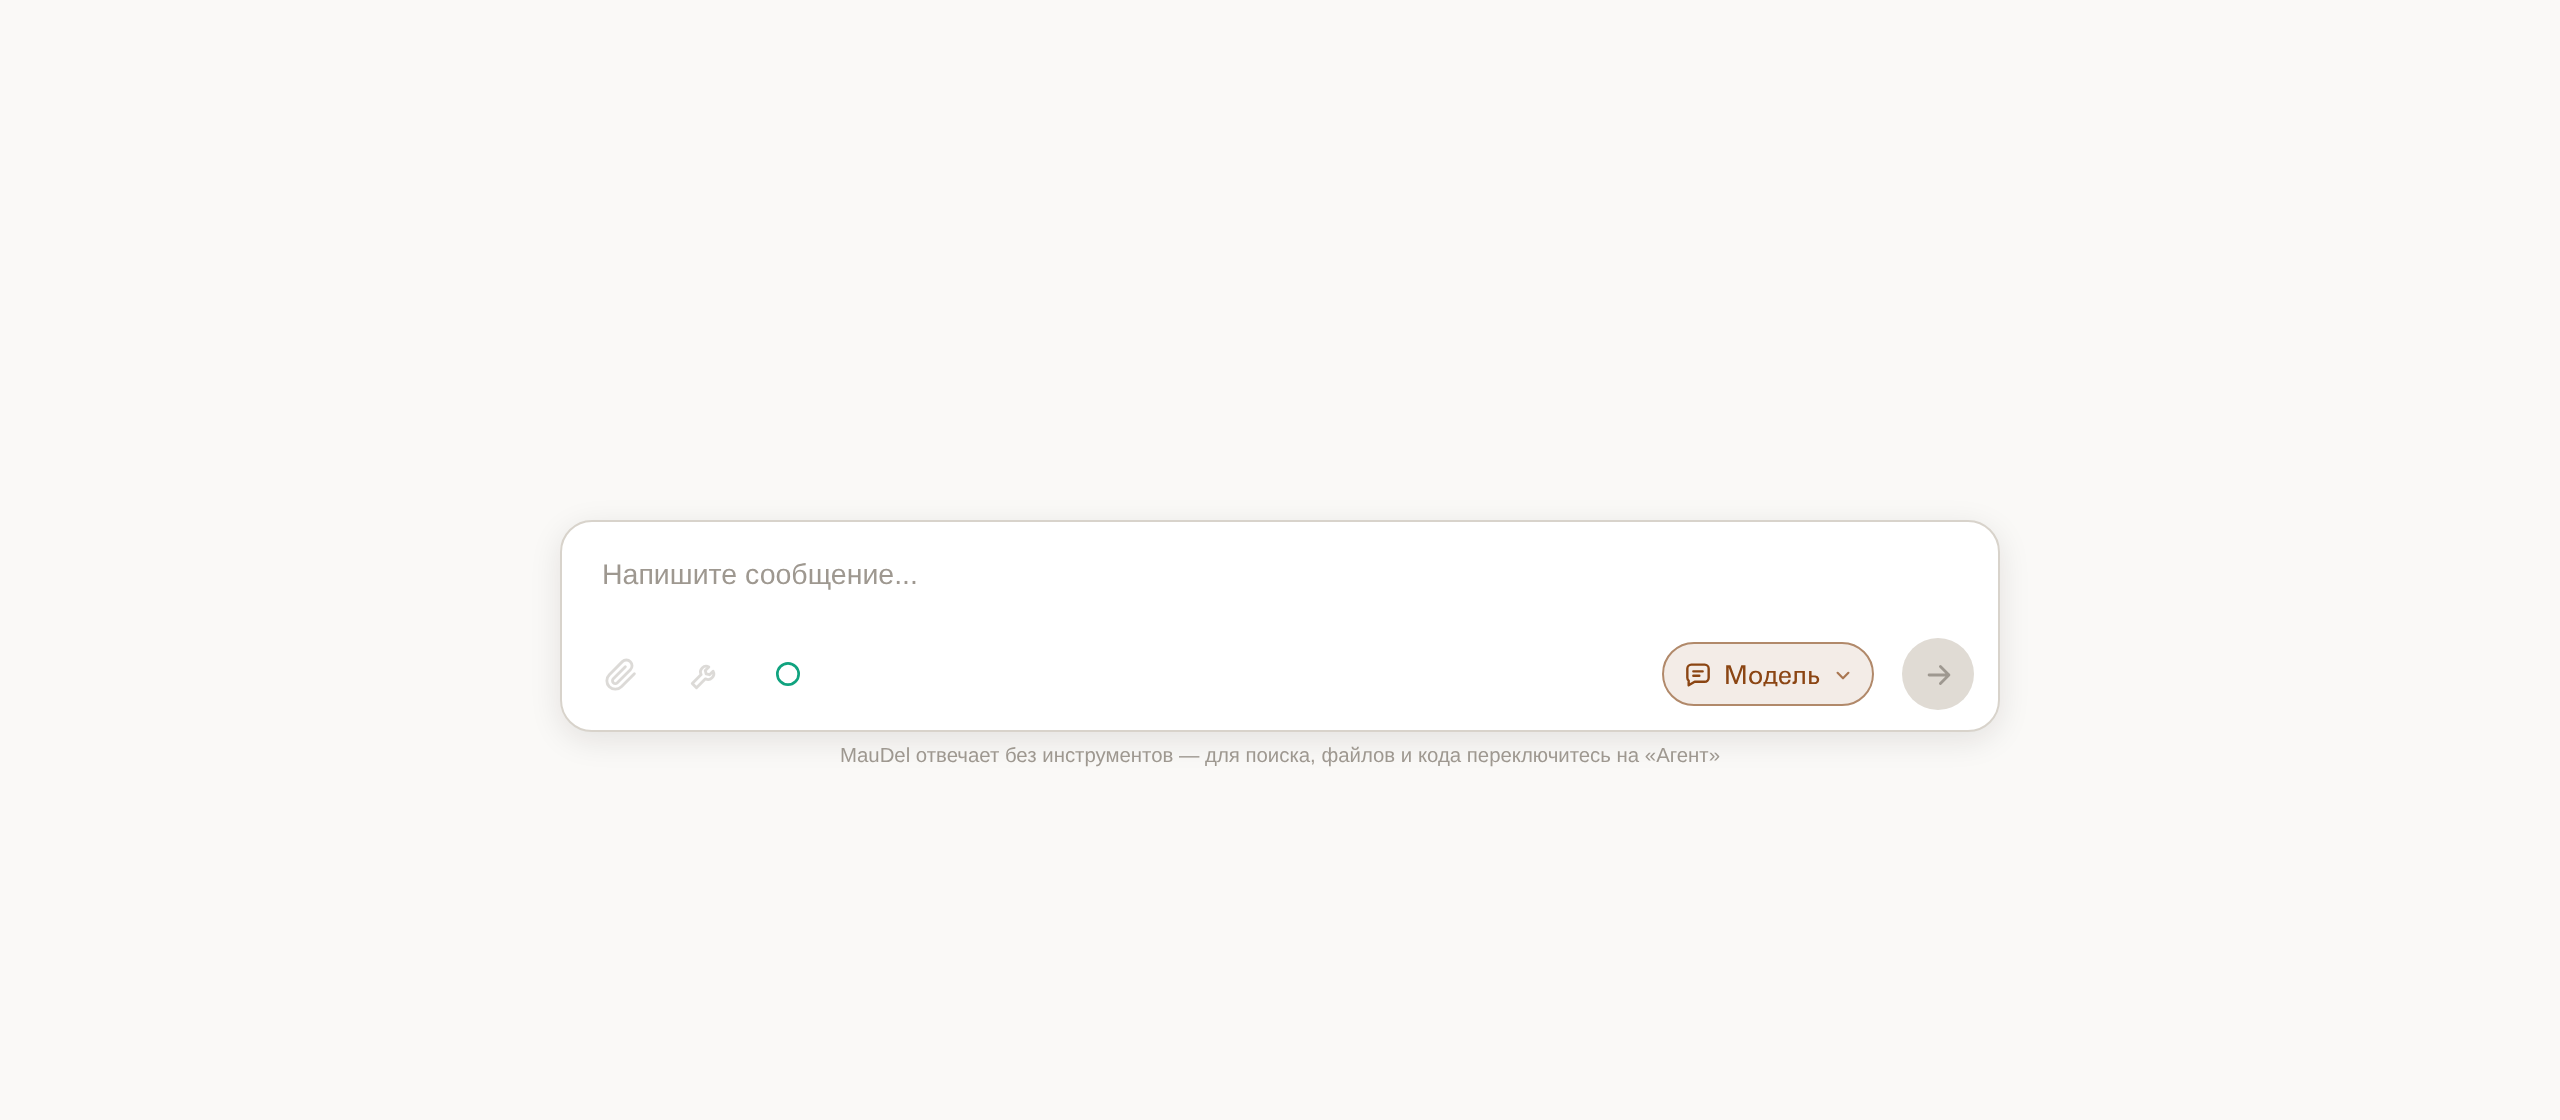 Напишите сообщение...
Модель
MauDel отвечает без инструментов — для поиска, файлов и кода переключитесь на «Агент»